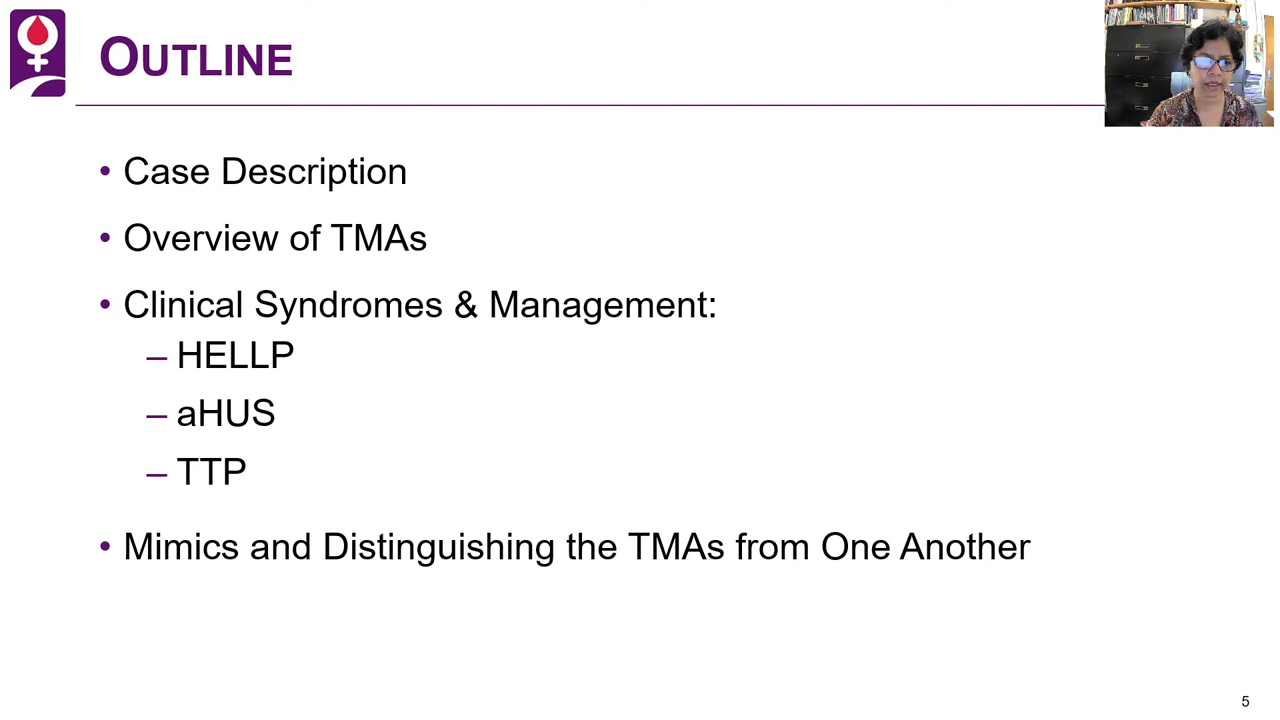 OUTLINE
• Case Description
• Overview of TMAs
• Clinical Syndromes & Management:
– HELLP
– aHUS
– TTP
• Mimics and Distinguishing the TMAs from One Another
5